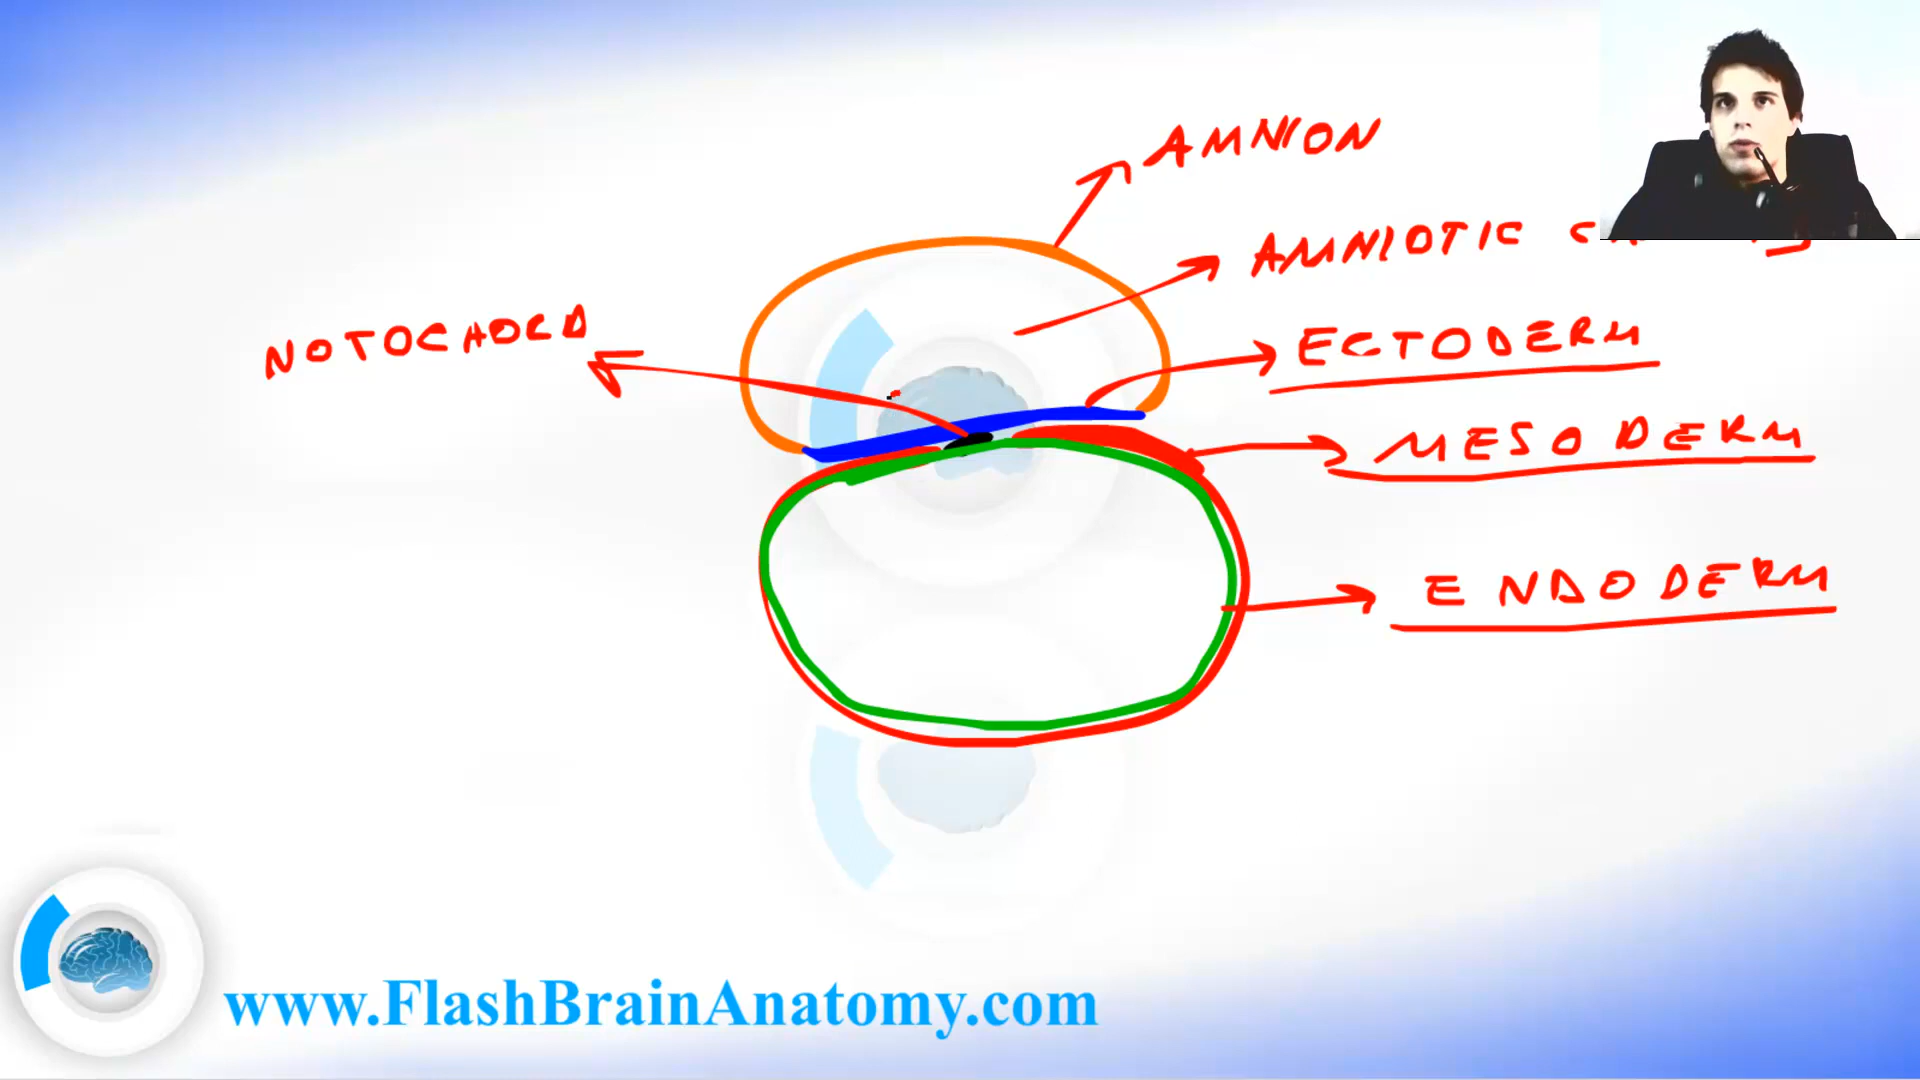 AMNION
AMNIOTIC
NOTOCHORD
ECTODERM
MESODERM
ENDODERM
www.FlashBrainAnatomy.com